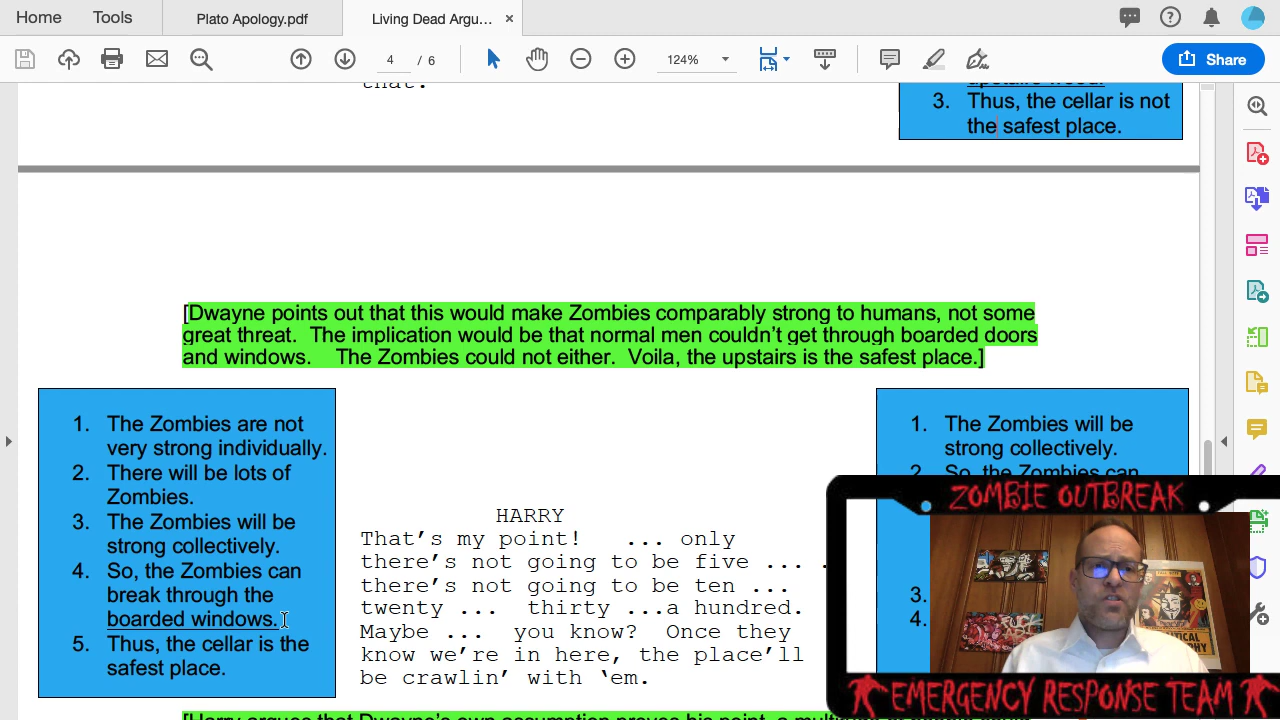 Home Tools Plato Apology.pdf Living Dead Argu... ×
4 / 6 124% Share
that.
3. Thus, the cellar is not
the safest place.
[Dwayne points out that this would make Zombies comparably strong to humans, not some
great threat. The implication would be that normal men couldn't get through boarded doors
and windows. The Zombies could not either. Voila, the upstairs is the safest place.]
1. The Zombies are not
very strong individually.
2. There will be lots of
Zombies.
3. The Zombies will be
strong collectively.
4. So, the Zombies can
break through the
boarded windows.
5. Thus, the cellar is the
safest place.
HARRY
That’s my point! ... only
there’s not going to be five ... .
there’s not going to be ten ...
twenty ... thirty ...a hundred.
Maybe ... you know? Once they
know we’re in here, the place’ll
be crawlin’ with ‘em.
1. The Zombies will be
strong collectively.
2. So, the Zombies can
3.
4.
ZOMBIE OUTBREAK
EMERGENCY RESPONSE TEAM